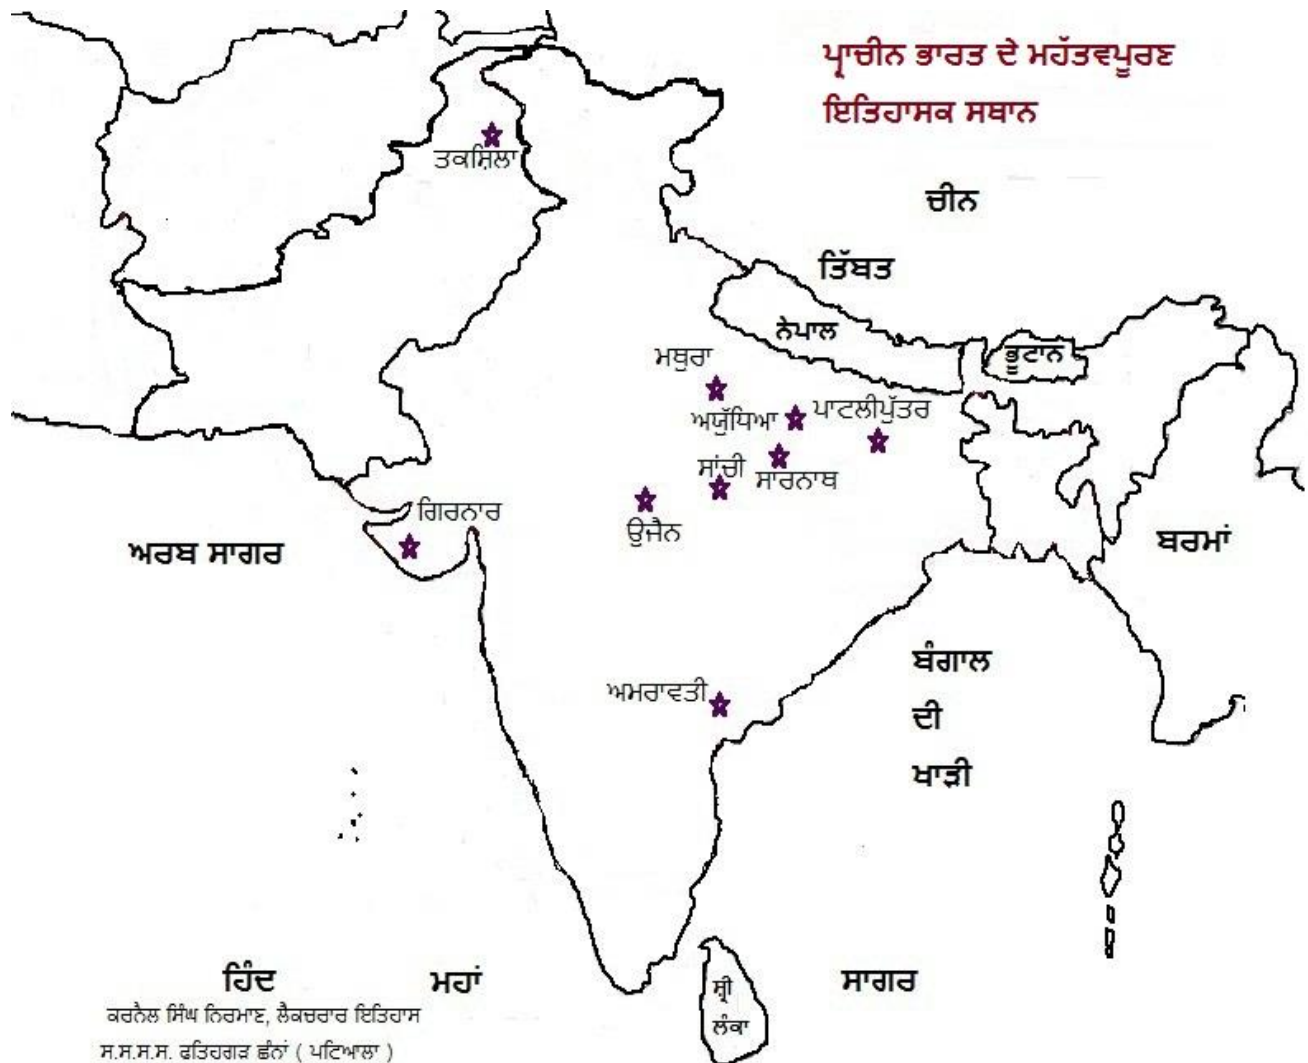 ਪ੍ਰਾਚੀਨ ਭਾਰਤ ਦੇ ਮਹੱਤਵਪੂਰਣ
ਇਤਿਹਾਸਕ ਸਥਾਨ
ਤਕਸ਼ਿਲਾ
ਚੀਨ
ਤਿੱਬਤ
ਨੇਪਾਲ
ਭੂਟਾਨ
ਮਥੁਰਾ
ਅਯੁੱਧਿਆ
ਪਾਟਲੀਪੁੱਤਰ
ਸਾਂਚੀ
ਸਾਰਨਾਥ
ਗਿਰਨਾਰ
ਉਜੈਨ
ਅਰਬ ਸਾਗਰ
ਬਰਮਾਂ
ਬੰਗਾਲ
ਦੀ
ਖਾੜੀ
ਅਮਰਾਵਤੀ
ਹਿੰਦ ਮਹਾਂ ਸਾਗਰ
ਸ਼੍ਰੀ
ਲੰਕਾ
ਕਰਨੈਲ ਸਿੰਘ ਨਿਰਮਾਣ, ਲੈਕਚਰਾਰ ਇਤਿਹਾਸ
ਸ.ਸ.ਸ.ਸ. ਫਤਿਹਗੜ ਛੰਨਾਂ ( ਪਟਿਆਲਾ )